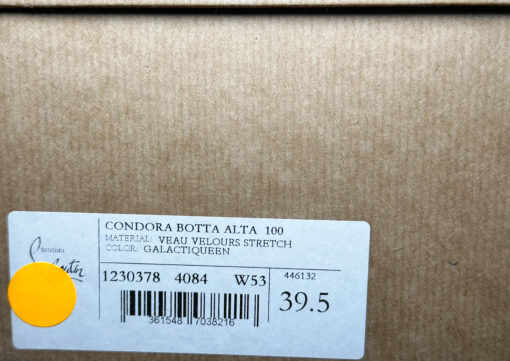 CONDORA BOTTA ALTA 100
MATERIAL: VEAU VELOURS STRETCH
COLOR: GALACTIQUEEN
Christian
1230378 4084 W53
446132
39.5
361548 7038216